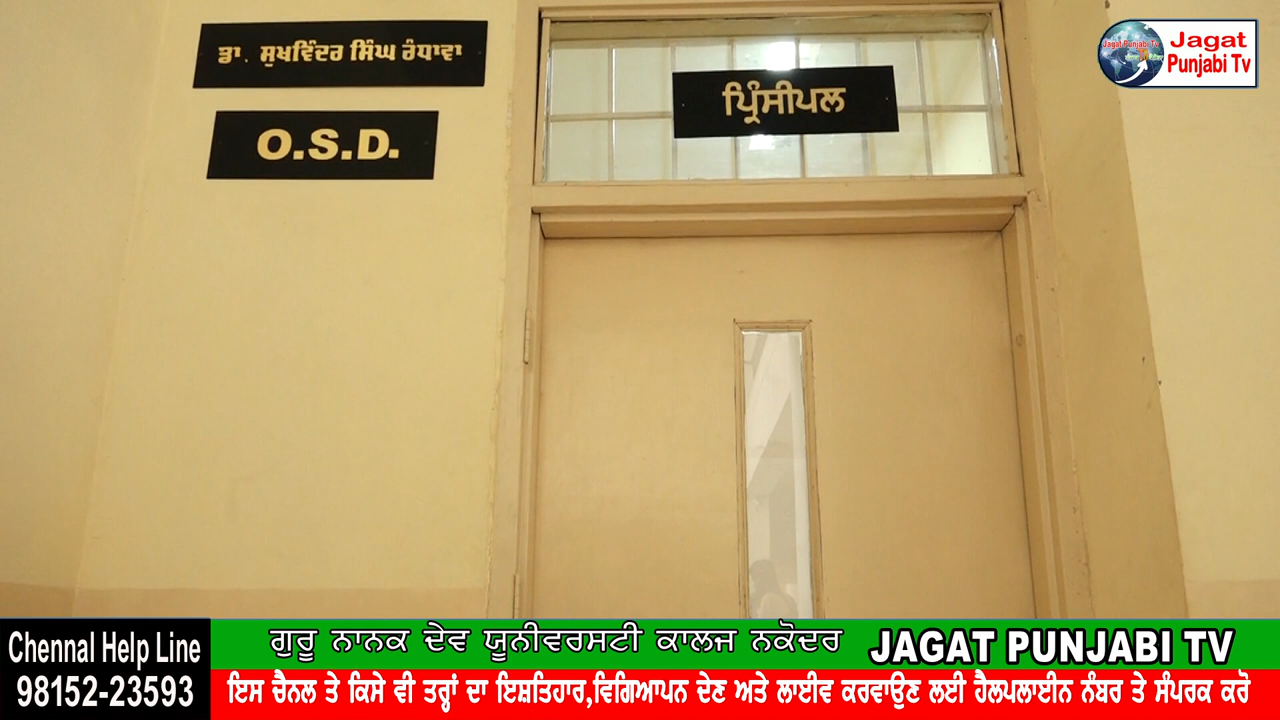 ਡਾ. ਸੁਖਵਿੰਦਰ ਸਿੰਘ ਰੰਧਾਵਾ
O.S.D.
ਪ੍ਰਿੰਸੀਪਲ
Jagat Punjabi Tv
Jagat
Punjabi Tv
Chennal Help Line
98152-23593
ਗੁਰੂ ਨਾਨਕ ਦੇਵ ਯੂਨੀਵਰਸਟੀ ਕਾਲਜ ਨਕੋਦਰ
JAGAT PUNJABI TV
ਇਸ ਚੈਨਲ ਤੇ ਕਿਸੇ ਵੀ ਤਰ੍ਹਾਂ ਦਾ ਇਸ਼ਤਿਹਾਰ,ਵਿਗਿਆਪਨ ਦੇਣ ਅਤੇ ਲਾਈਵ ਕਰਵਾਉਣ ਲਈ ਹੈਲਪਲਾਈਨ ਨੰਬਰ ਤੇ ਸੰਪਰਕ ਕਰੋ